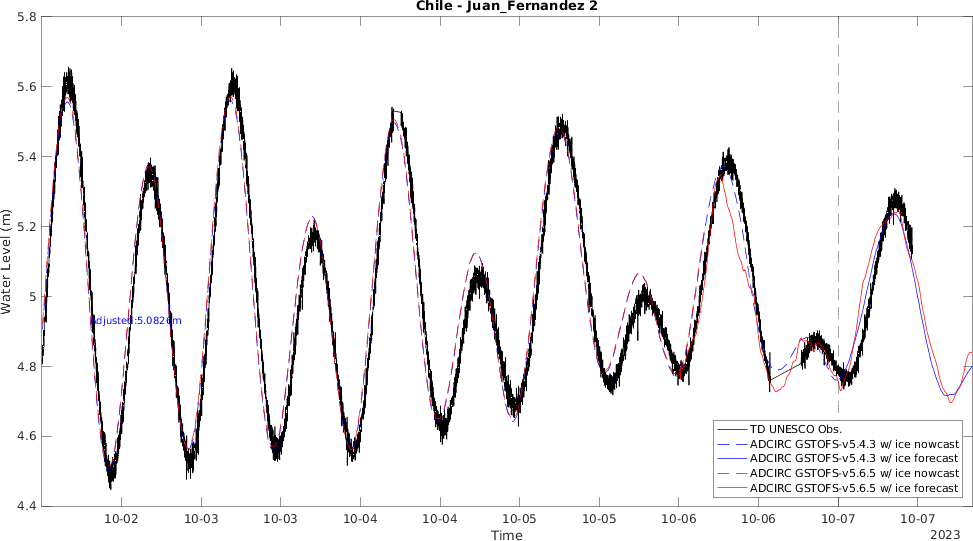 Chile - Juan_Fernandez 2
Water Level (m)
5.8
5.6
5.4
5.2
5
4.8
4.6
4.4
Adjusted:5.0826m
TD UNESCO Obs.
ADCIRC GSTOFS-v5.4.3 w/ ice nowcast
ADCIRC GSTOFS-v5.4.3 w/ ice forecast
ADCIRC GSTOFS-v5.6.5 w/ ice nowcast
ADCIRC GSTOFS-v5.6.5 w/ ice forecast
10-02 10-03 10-03 10-04 10-04 10-05 10-05 10-06 10-06 10-07 10-07
2023
Time